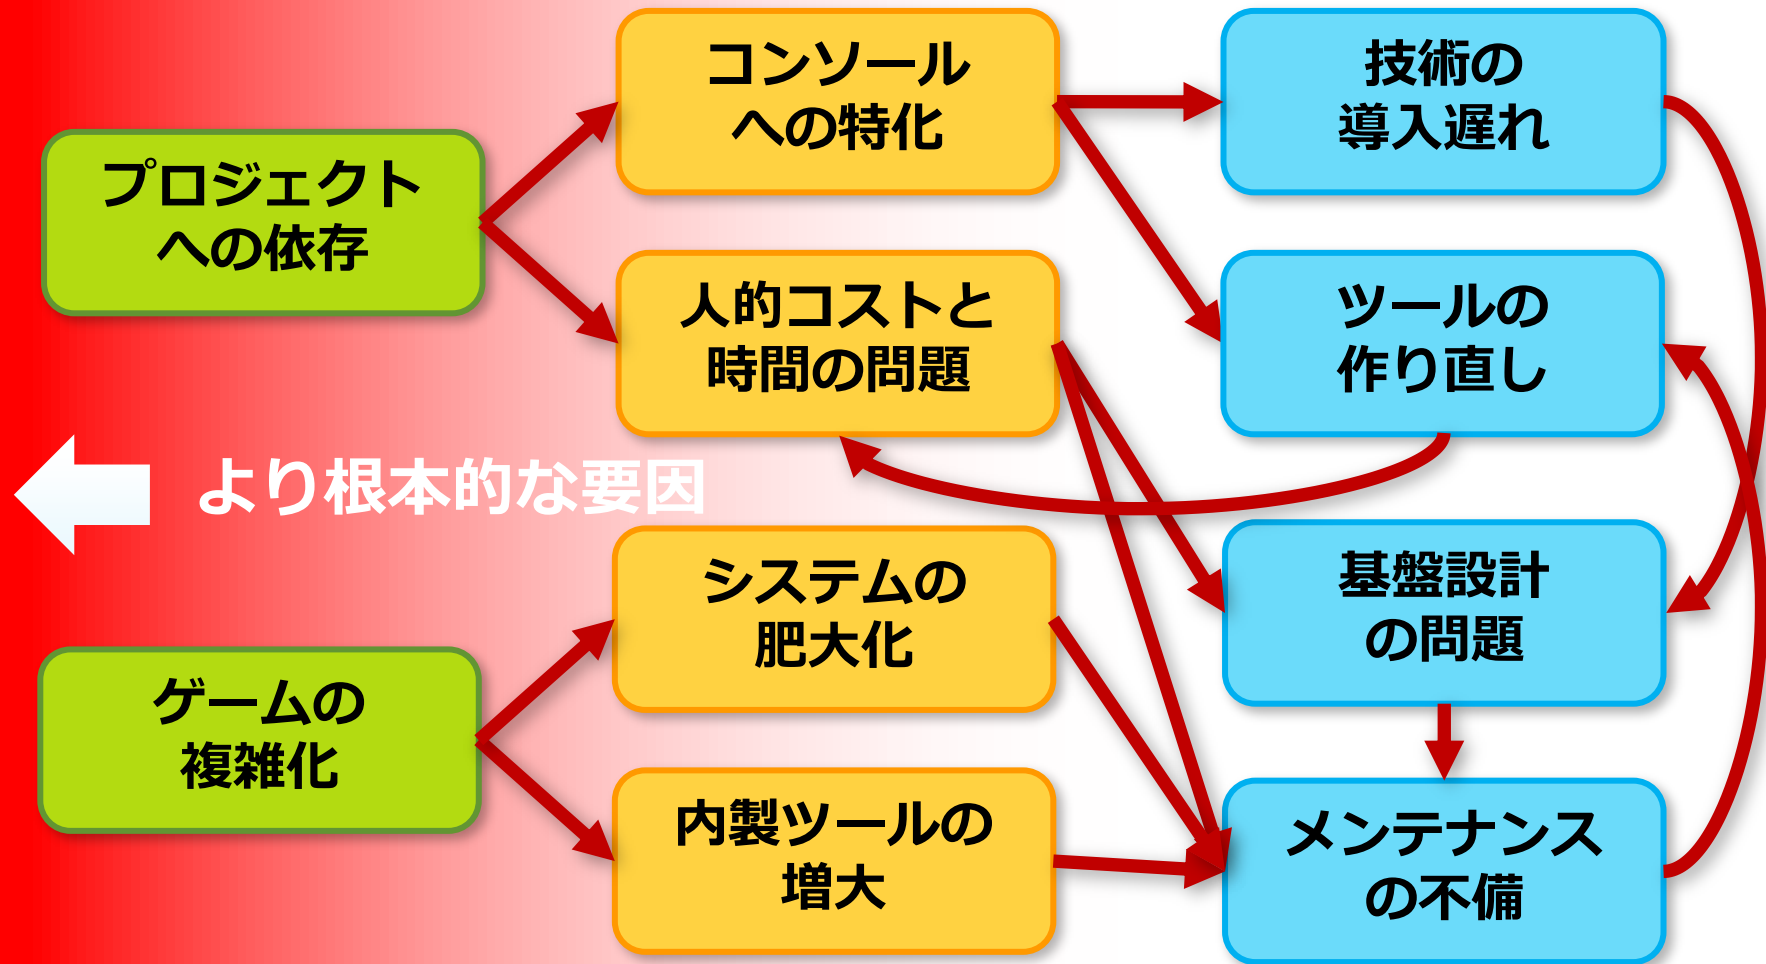 プロジェクト
への依存
コンソール
への特化
技術の
導入遅れ
人的コストと
時間の問題
ツールの
作り直し
より根本的な要因
システムの
肥大化
基盤設計
の問題
ゲームの
複雑化
内製ツールの
増大
メンテナンス
の不備